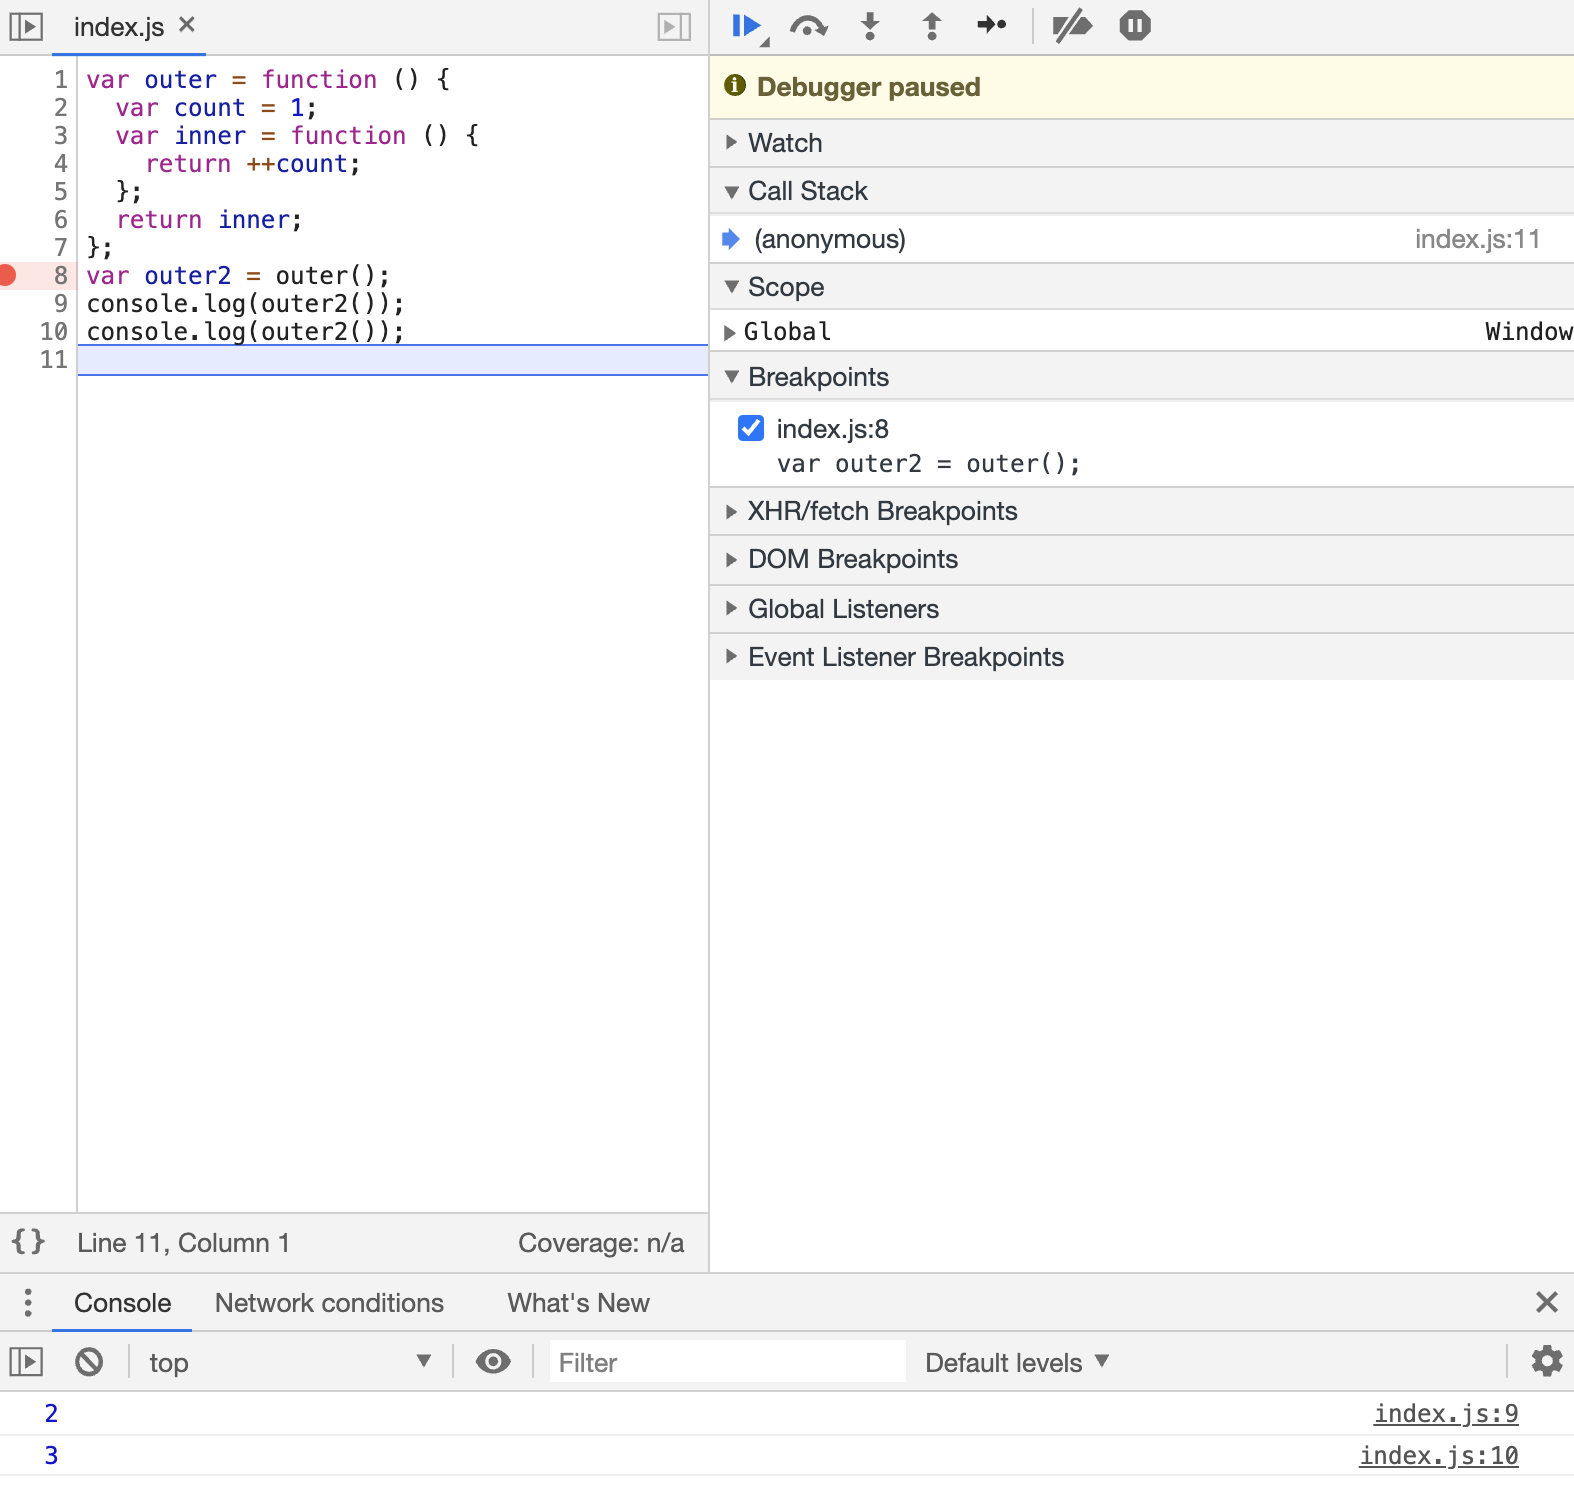 index.js
1 var outer = function () {
2 var count = 1;
3 var inner = function () {
4 return ++count;
5 };
6 return inner;
7 };
8 var outer2 = outer();
9 console.log(outer2());
10 console.log(outer2());
11
{} Line 11, Column 1 Coverage: n/a
Debugger paused
Watch
Call Stack
(anonymous) index.js:11
Scope
Global Window
Breakpoints
index.js:8
var outer2 = outer();
XHR/fetch Breakpoints
DOM Breakpoints
Global Listeners
Event Listener Breakpoints
Console Network conditions What's New
top Filter Default levels
2 index.js:9
3 index.js:10